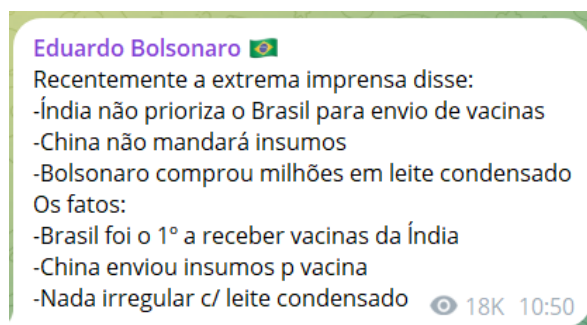 Eduardo Bolsonaro 🇧🇷
Recentemente a extrema imprensa disse:
-Índia não prioriza o Brasil para envio de vacinas
-China não mandará insumos
-Bolsonaro comprou milhões em leite condensado
Os fatos:
-Brasil foi o 1º a receber vacinas da Índia
-China enviou insumos p vacina
-Nada irregular c/ leite condensado
18K 10:50